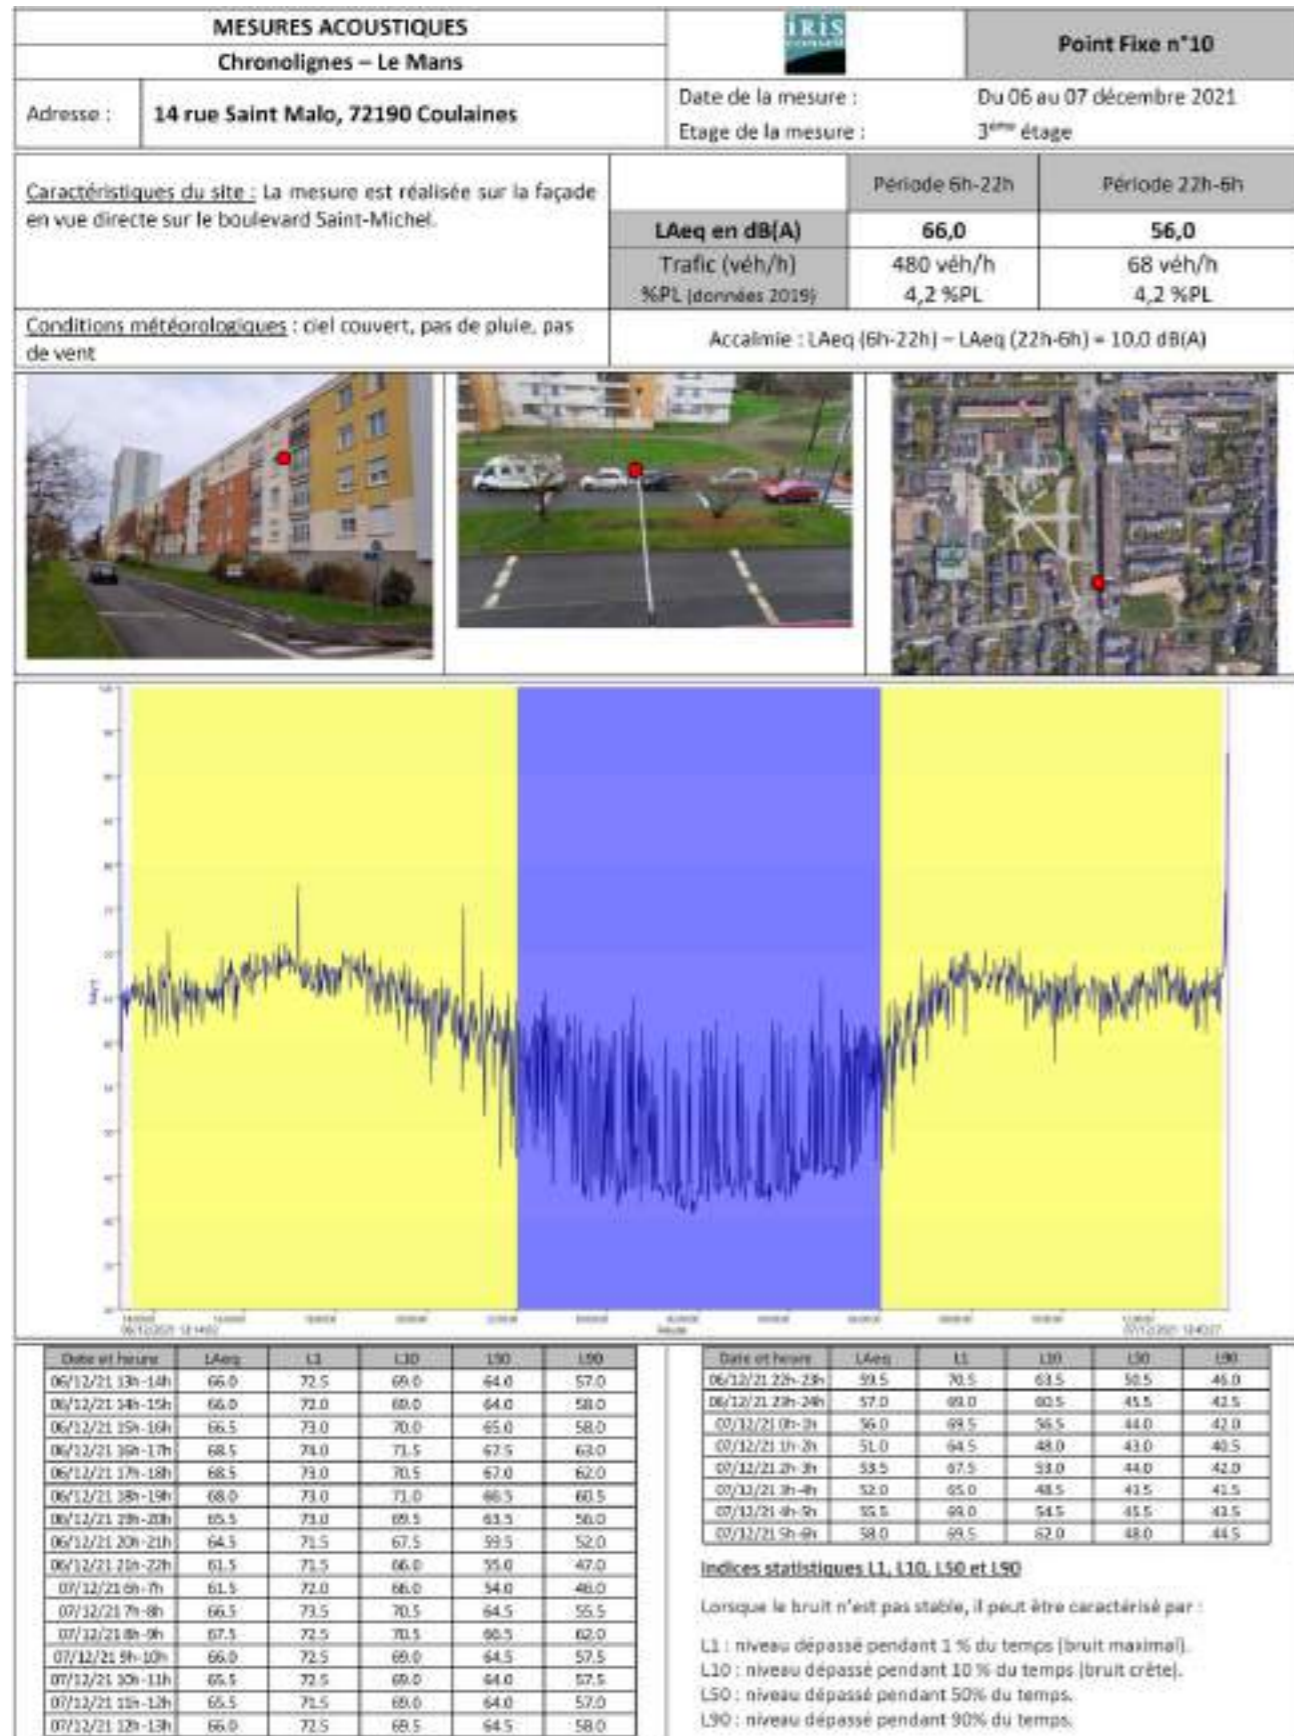 MESURES ACOUSTIQUES
Chronolignes – Le Mans
iRiS
conseil
Point Fixe n°10
Adresse :
14 rue Saint Malo, 72190 Coulaines
Date de la mesure :
Du 06 au 07 décembre 2021
Etage de la mesure :
3ème étage
Caractéristiques du site : La mesure est réalisée sur la façade
en vue directe sur le boulevard Saint-Michel.
Période 6h-22h
Période 22h-6h
LAeq en dB(A)
66,0
56,0
Trafic (véh/h)
480 véh/h
68 véh/h
%PL (données 2019)
4,2 %PL
4,2 %PL
Conditions météorologiques : ciel couvert, pas de pluie, pas
de vent
Accalmie : LAeq (6h-22h) – LAeq (22h-6h) = 10,0 dB(A)
Date et heure LAeq L1 L10 L50 L90
06/12/21 13h-14h 66.0 72.5 69.0 64.0 57.0
06/12/21 14h-15h 66.0 72.0 69.0 64.0 58.0
06/12/21 15h-16h 66.5 73.0 70.0 65.0 58.0
06/12/21 16h-17h 68.5 74.0 71.5 67.5 63.0
06/12/21 17h-18h 68.5 73.0 70.5 67.0 62.0
06/12/21 18h-19h 68.0 73.0 71.0 66.5 60.5
06/12/21 19h-20h 65.5 73.0 69.5 63.5 56.0
06/12/21 20h-21h 64.5 71.5 67.5 59.5 52.0
06/12/21 21h-22h 61.5 71.5 66.0 55.0 47.0
07/12/21 6h-7h 61.5 72.0 66.0 54.0 46.0
07/12/21 7h-8h 66.5 73.5 70.5 64.5 55.5
07/12/21 8h-9h 67.5 72.5 70.5 66.5 62.0
07/12/21 9h-10h 66.0 72.5 69.0 64.5 57.5
07/12/21 10h-11h 65.5 72.5 69.0 64.0 57.5
07/12/21 11h-12h 65.5 71.5 69.0 64.0 57.0
07/12/21 12h-13h 66.0 72.5 69.5 64.5 58.0
Date et heure LAeq L1 L10 L50 L90
06/12/21 22h-23h 59.5 70.5 63.5 50.5 46.0
06/12/21 23h-24h 57.0 69.0 60.5 45.5 42.5
07/12/21 0h-1h 56.0 69.5 56.5 44.0 42.0
07/12/21 1h-2h 51.0 64.5 48.0 43.0 40.5
07/12/21 2h-3h 53.5 67.5 53.0 44.0 42.0
07/12/21 3h-4h 52.0 65.0 48.5 43.5 41.5
07/12/21 4h-5h 55.5 69.0 54.5 45.5 43.5
07/12/21 5h-6h 58.0 69.5 62.0 48.0 44.5
Indices statistiques L1, L10, L50 et L90
Lorsque le bruit n'est pas stable, il peut être caractérisé par :
L1 : niveau dépassé pendant 1 % du temps (bruit maximal).
L10 : niveau dépassé pendant 10 % du temps (bruit crête).
L50 : niveau dépassé pendant 50% du temps.
L90 : niveau dépassé pendant 90% du temps.